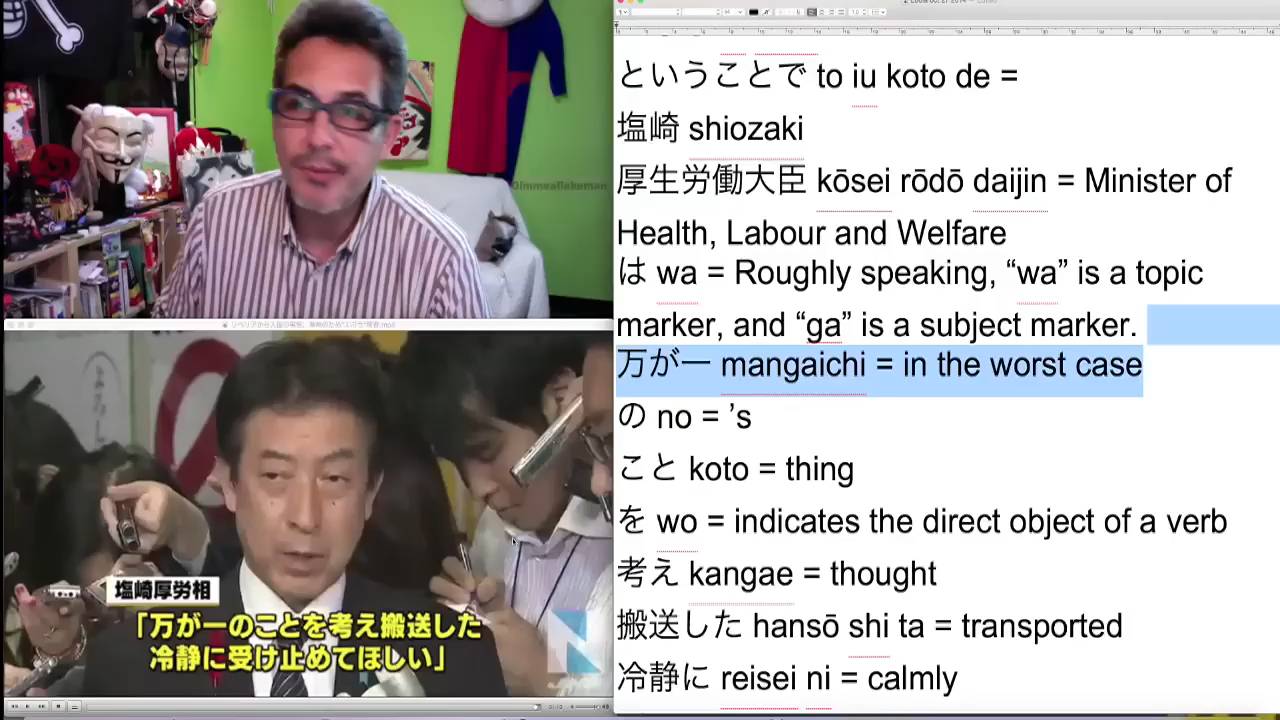 というこで to iu koto de =
塩崎 shiozaki
厚生労働大臣 kōsei rōdō daijin = Minister of
Health, Labour and Welfare
は wa = Roughly speaking, “wa” is a topic
marker, and “ga” is a subject marker.
万が一 mangaichi = in the worst case
の no = ’s
こと koto = thing
を wo = indicates the direct object of a verb
考え kangae = thought
搬送した hansō shi ta = transported
冷静に reisei ni = calmly
Gimmeaflakeman
塩崎厚労相
「万が一のことを考え搬送した
冷静に受け止めてほしい」